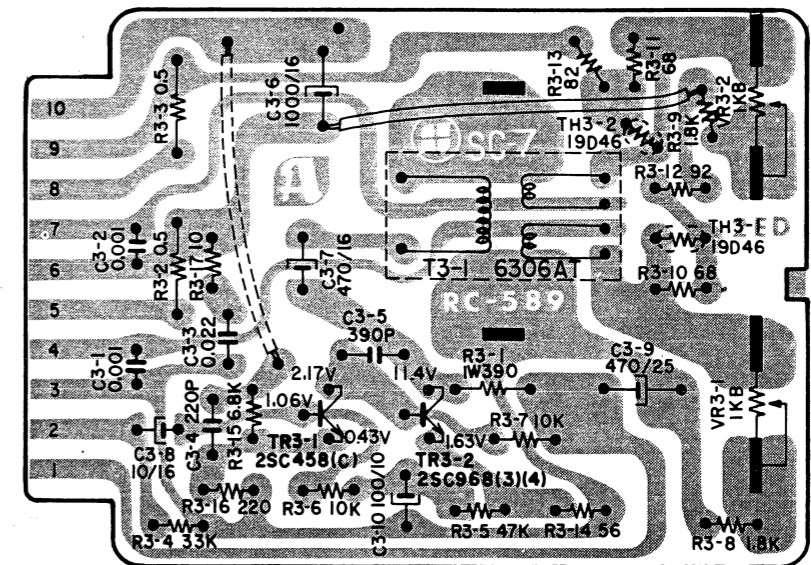 10
9
8
7
6
5
4
3
2
1
R3-3 0.5
C3-6
1000/16
R3-13
82
R3-11
68
VR3-2
1KB
R3-9
1.8K
TH3-2
19D46
SC-7
A
R3-12 92
C3-2
0.001
R3-2 0.5
R3-17 10
C3-7
470/16
T3-1 6306AT
TH3-1
19D46
ED
R3-10 68
RC-589
C3-1
0.001
C3-3
0.022
C3-5
390P
R3-1
1W390
C3-9
470/25
VR3-1
1KB
2.17V
11.4V
1.06V
C3-4 220P
R3-15 6.8K
0.43V
1.63V
R3-7 10K
C3-8
10/16
TR3-1
2SC458(C)
TR3-2
2SC968(3)(4)
R3-16 220
R3-6 10K
C3-10 100/10
R3-4 33K
R3-5 47K
R3-14 56
R3-8 1.8K